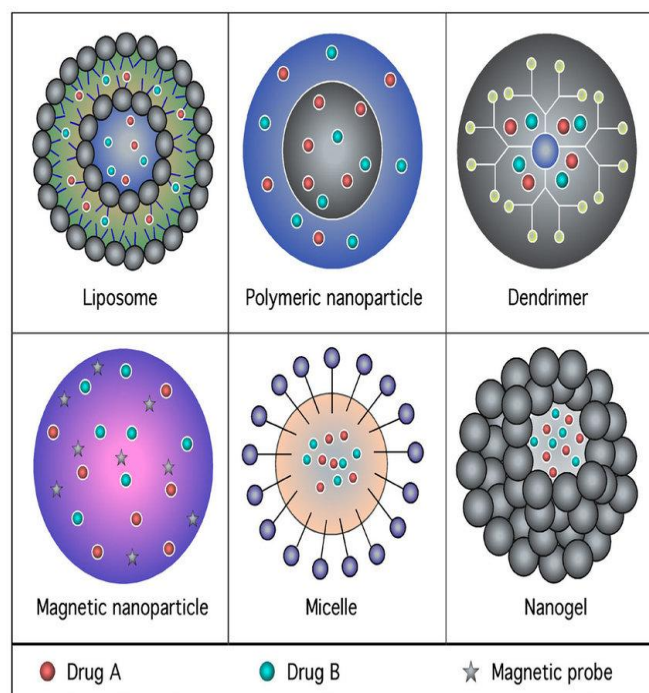 Liposome
Polymeric nanoparticle
Dendrimer
Magnetic nanoparticle
Micelle
Nanogel
Drug A
Drug B
Magnetic probe